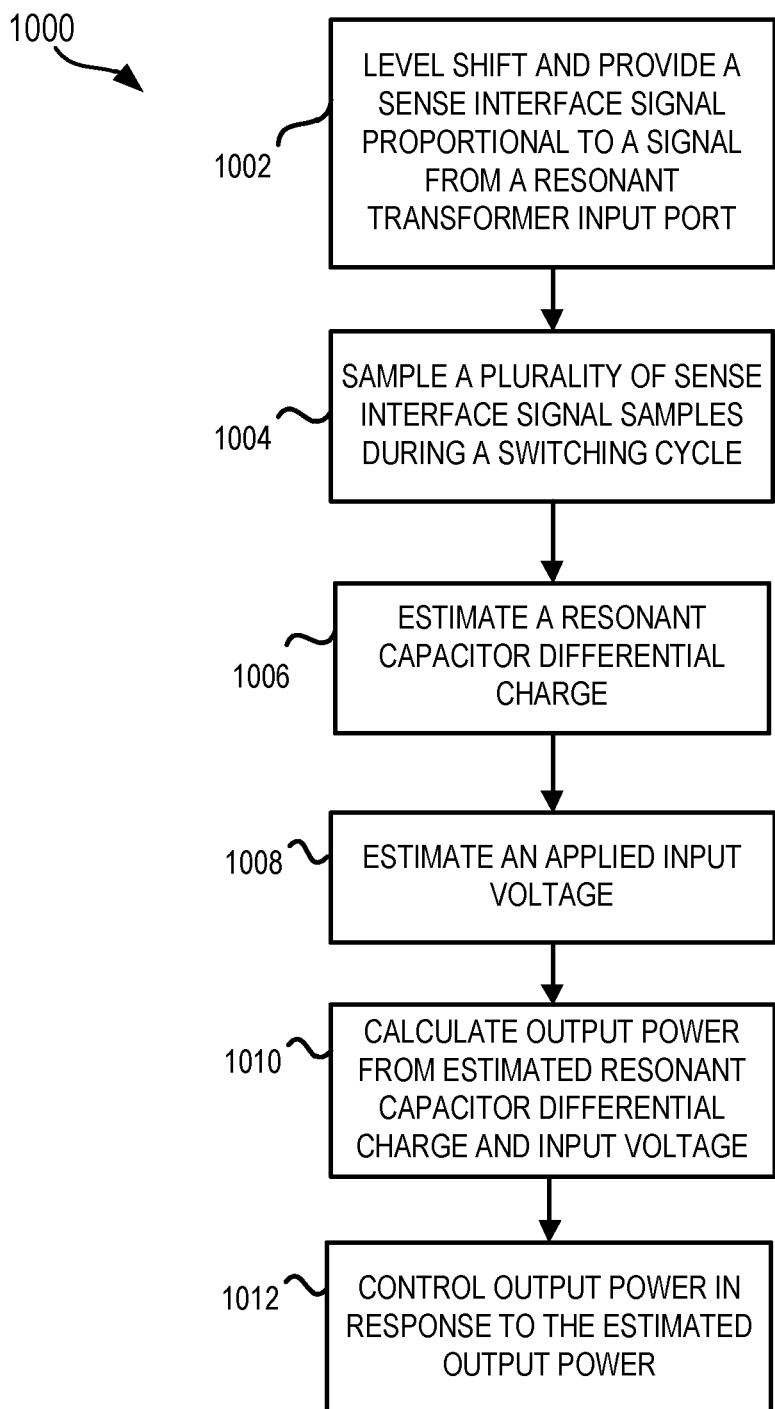 1000
LEVEL SHIFT AND PROVIDE A
SENSE INTERFACE SIGNAL
PROPORTIONAL TO A SIGNAL
FROM A RESONANT
TRANSFORMER INPUT PORT
1002
SAMPLE A PLURALITY OF SENSE
INTERFACE SIGNAL SAMPLES
DURING A SWITCHING CYCLE
1004
ESTIMATE A RESONANT
CAPACITOR DIFFERENTIAL
CHARGE
1006
ESTIMATE AN APPLIED INPUT
VOLTAGE
1008
CALCULATE OUTPUT POWER
FROM ESTIMATED RESONANT
CAPACITOR DIFFERENTIAL
CHARGE AND INPUT VOLTAGE
1010
CONTROL OUTPUT POWER IN
RESPONSE TO THE ESTIMATED
OUTPUT POWER
1012